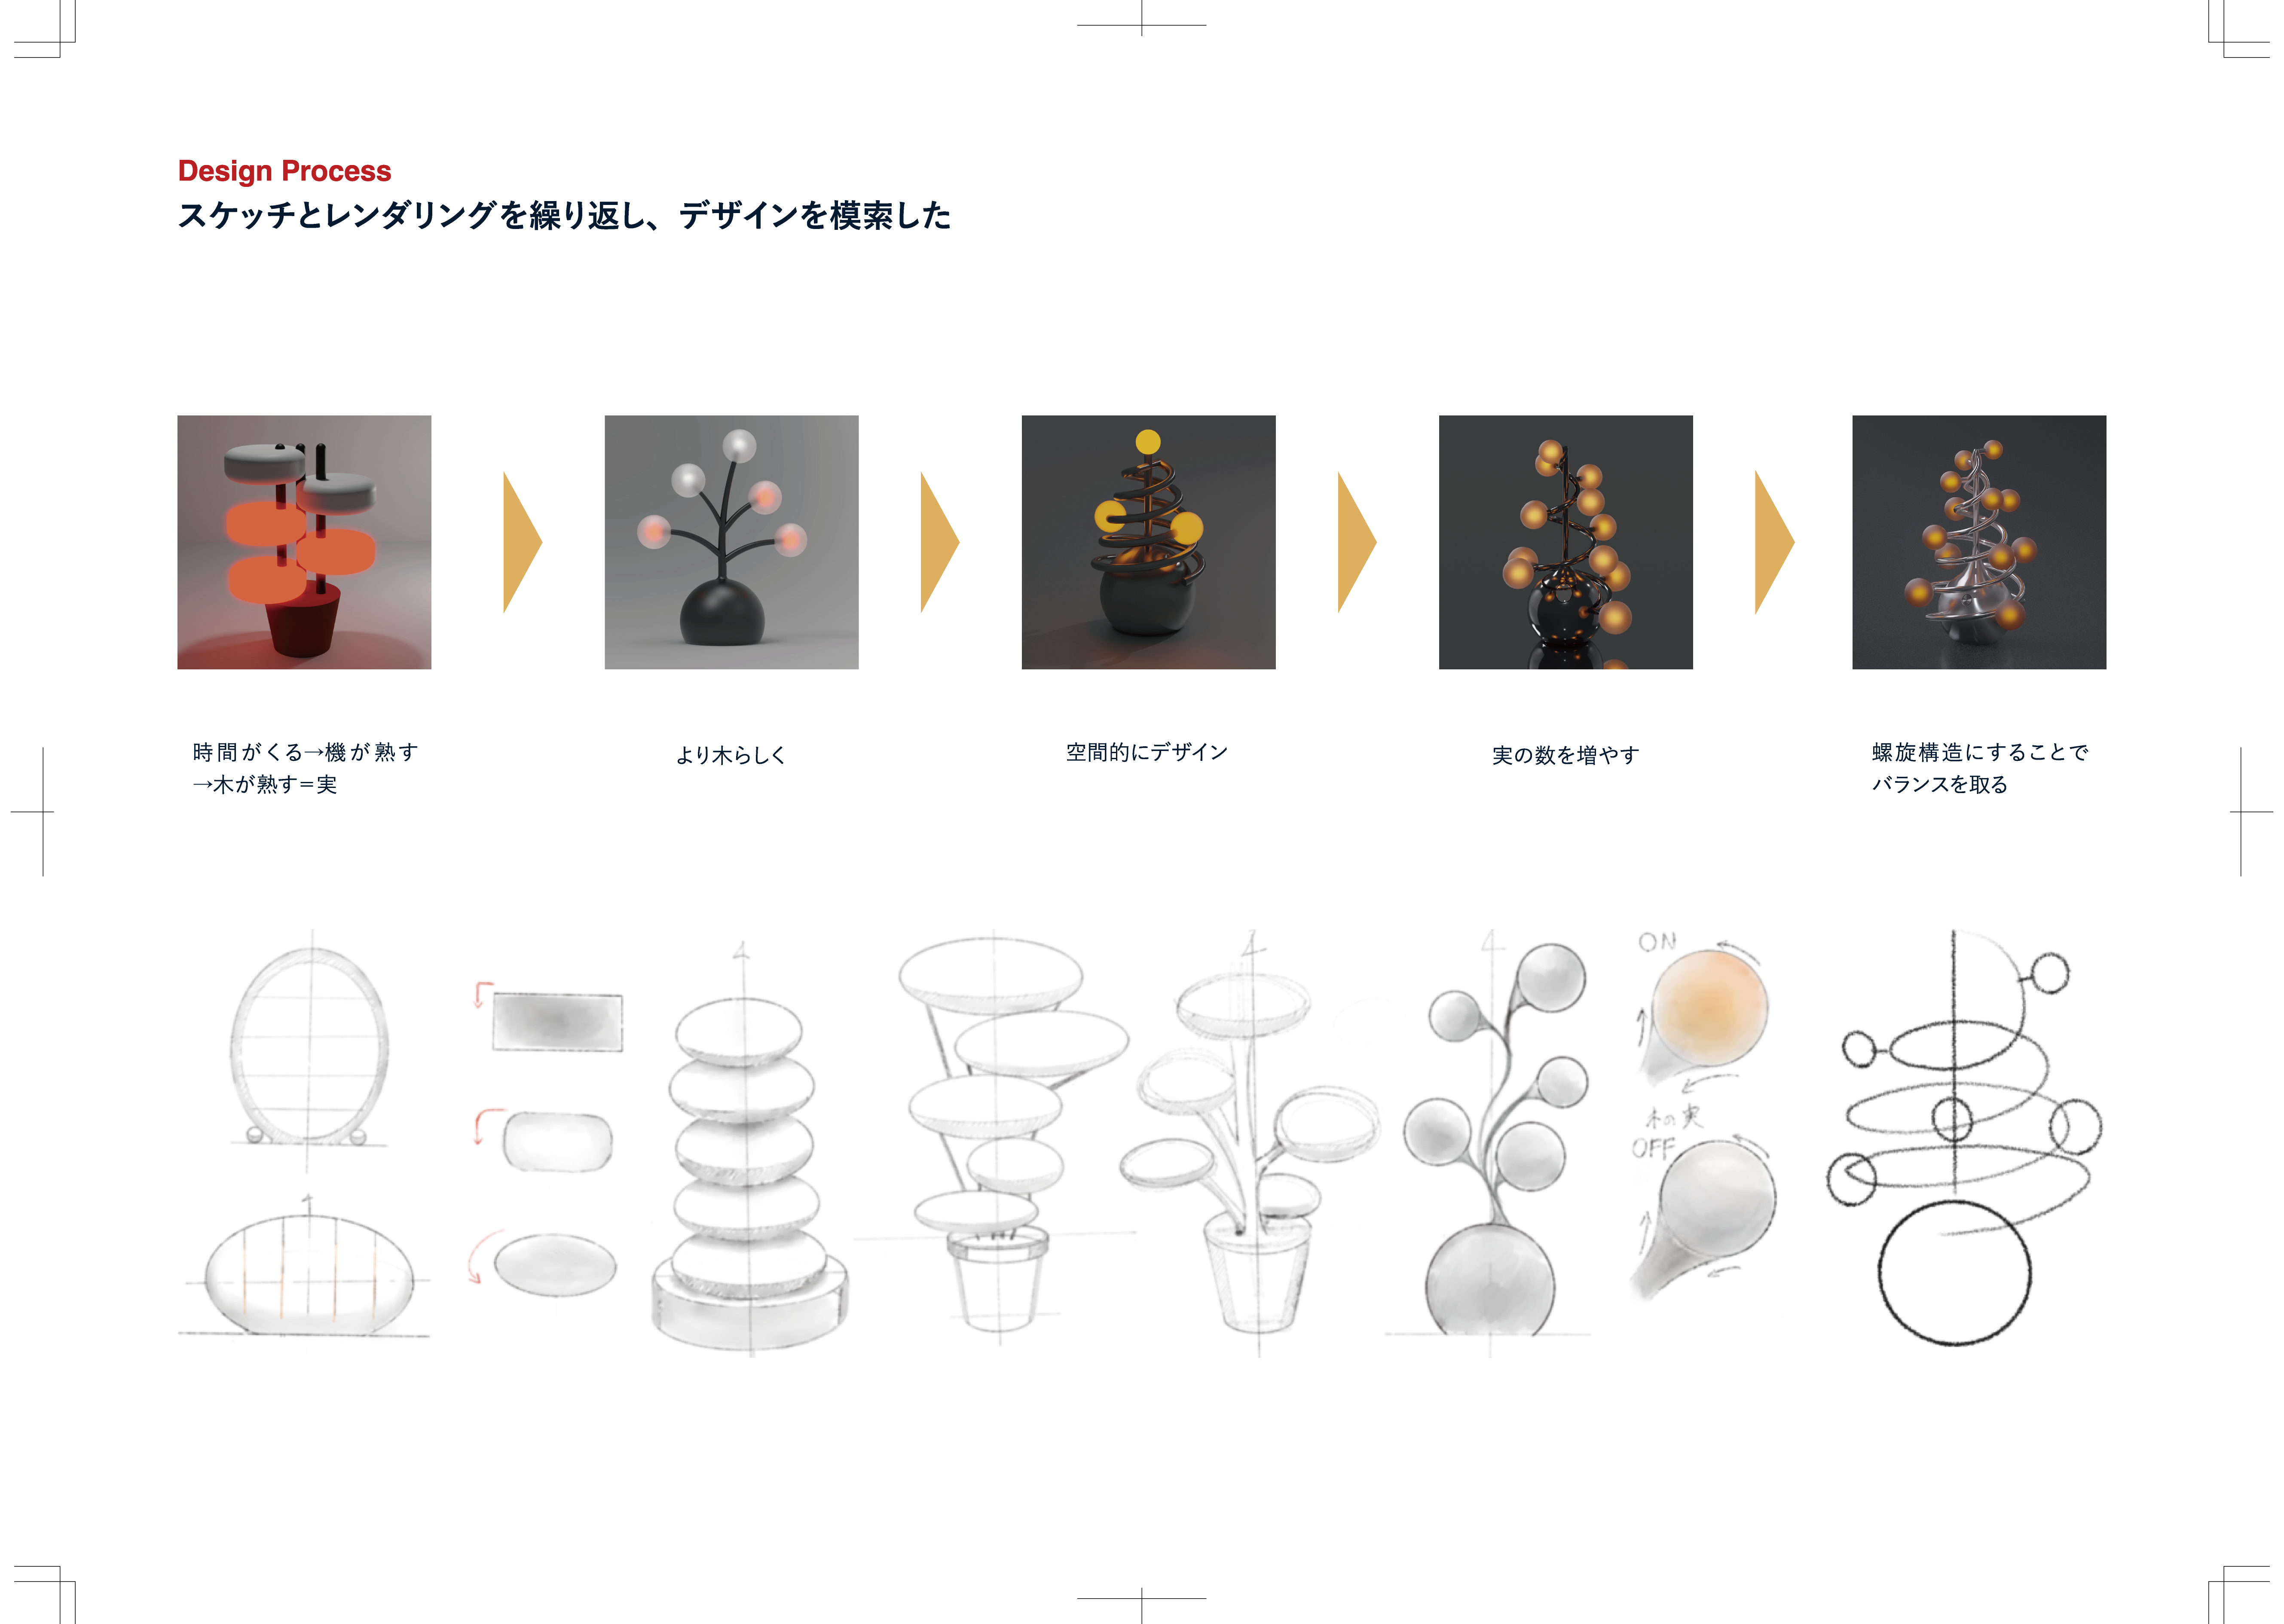 Design Process
スケッチとレンダリングを繰り返し、デザインを模索した
時間がくる→機が熟す
→木が熟す=実
より木らしく
空間的にデザイン
実の数を増やす
螺旋構造にすることで
バランスを取る
ON
木の実
OFF